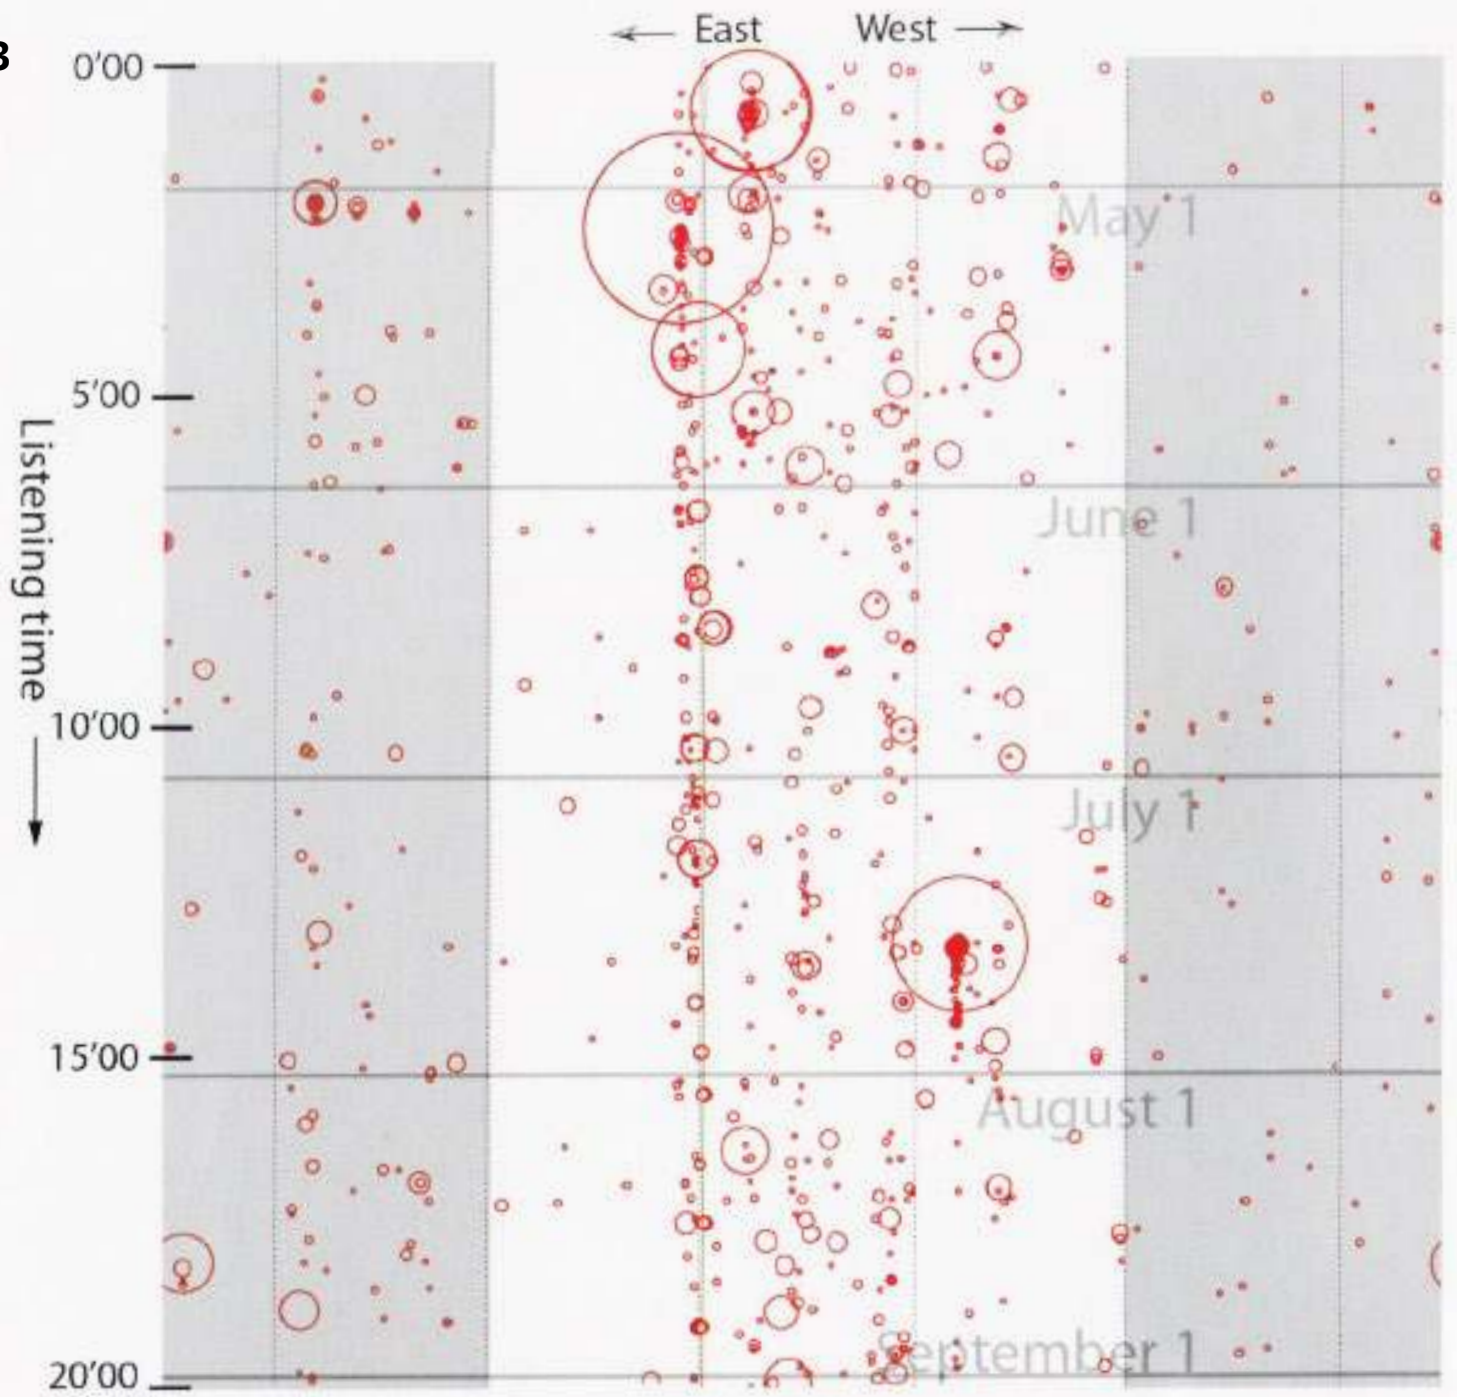 3
← East West →
0'00
May 1
5'00
Listening time →
June 1
10'00
July 1
15'00
August 1
September 1
20'00